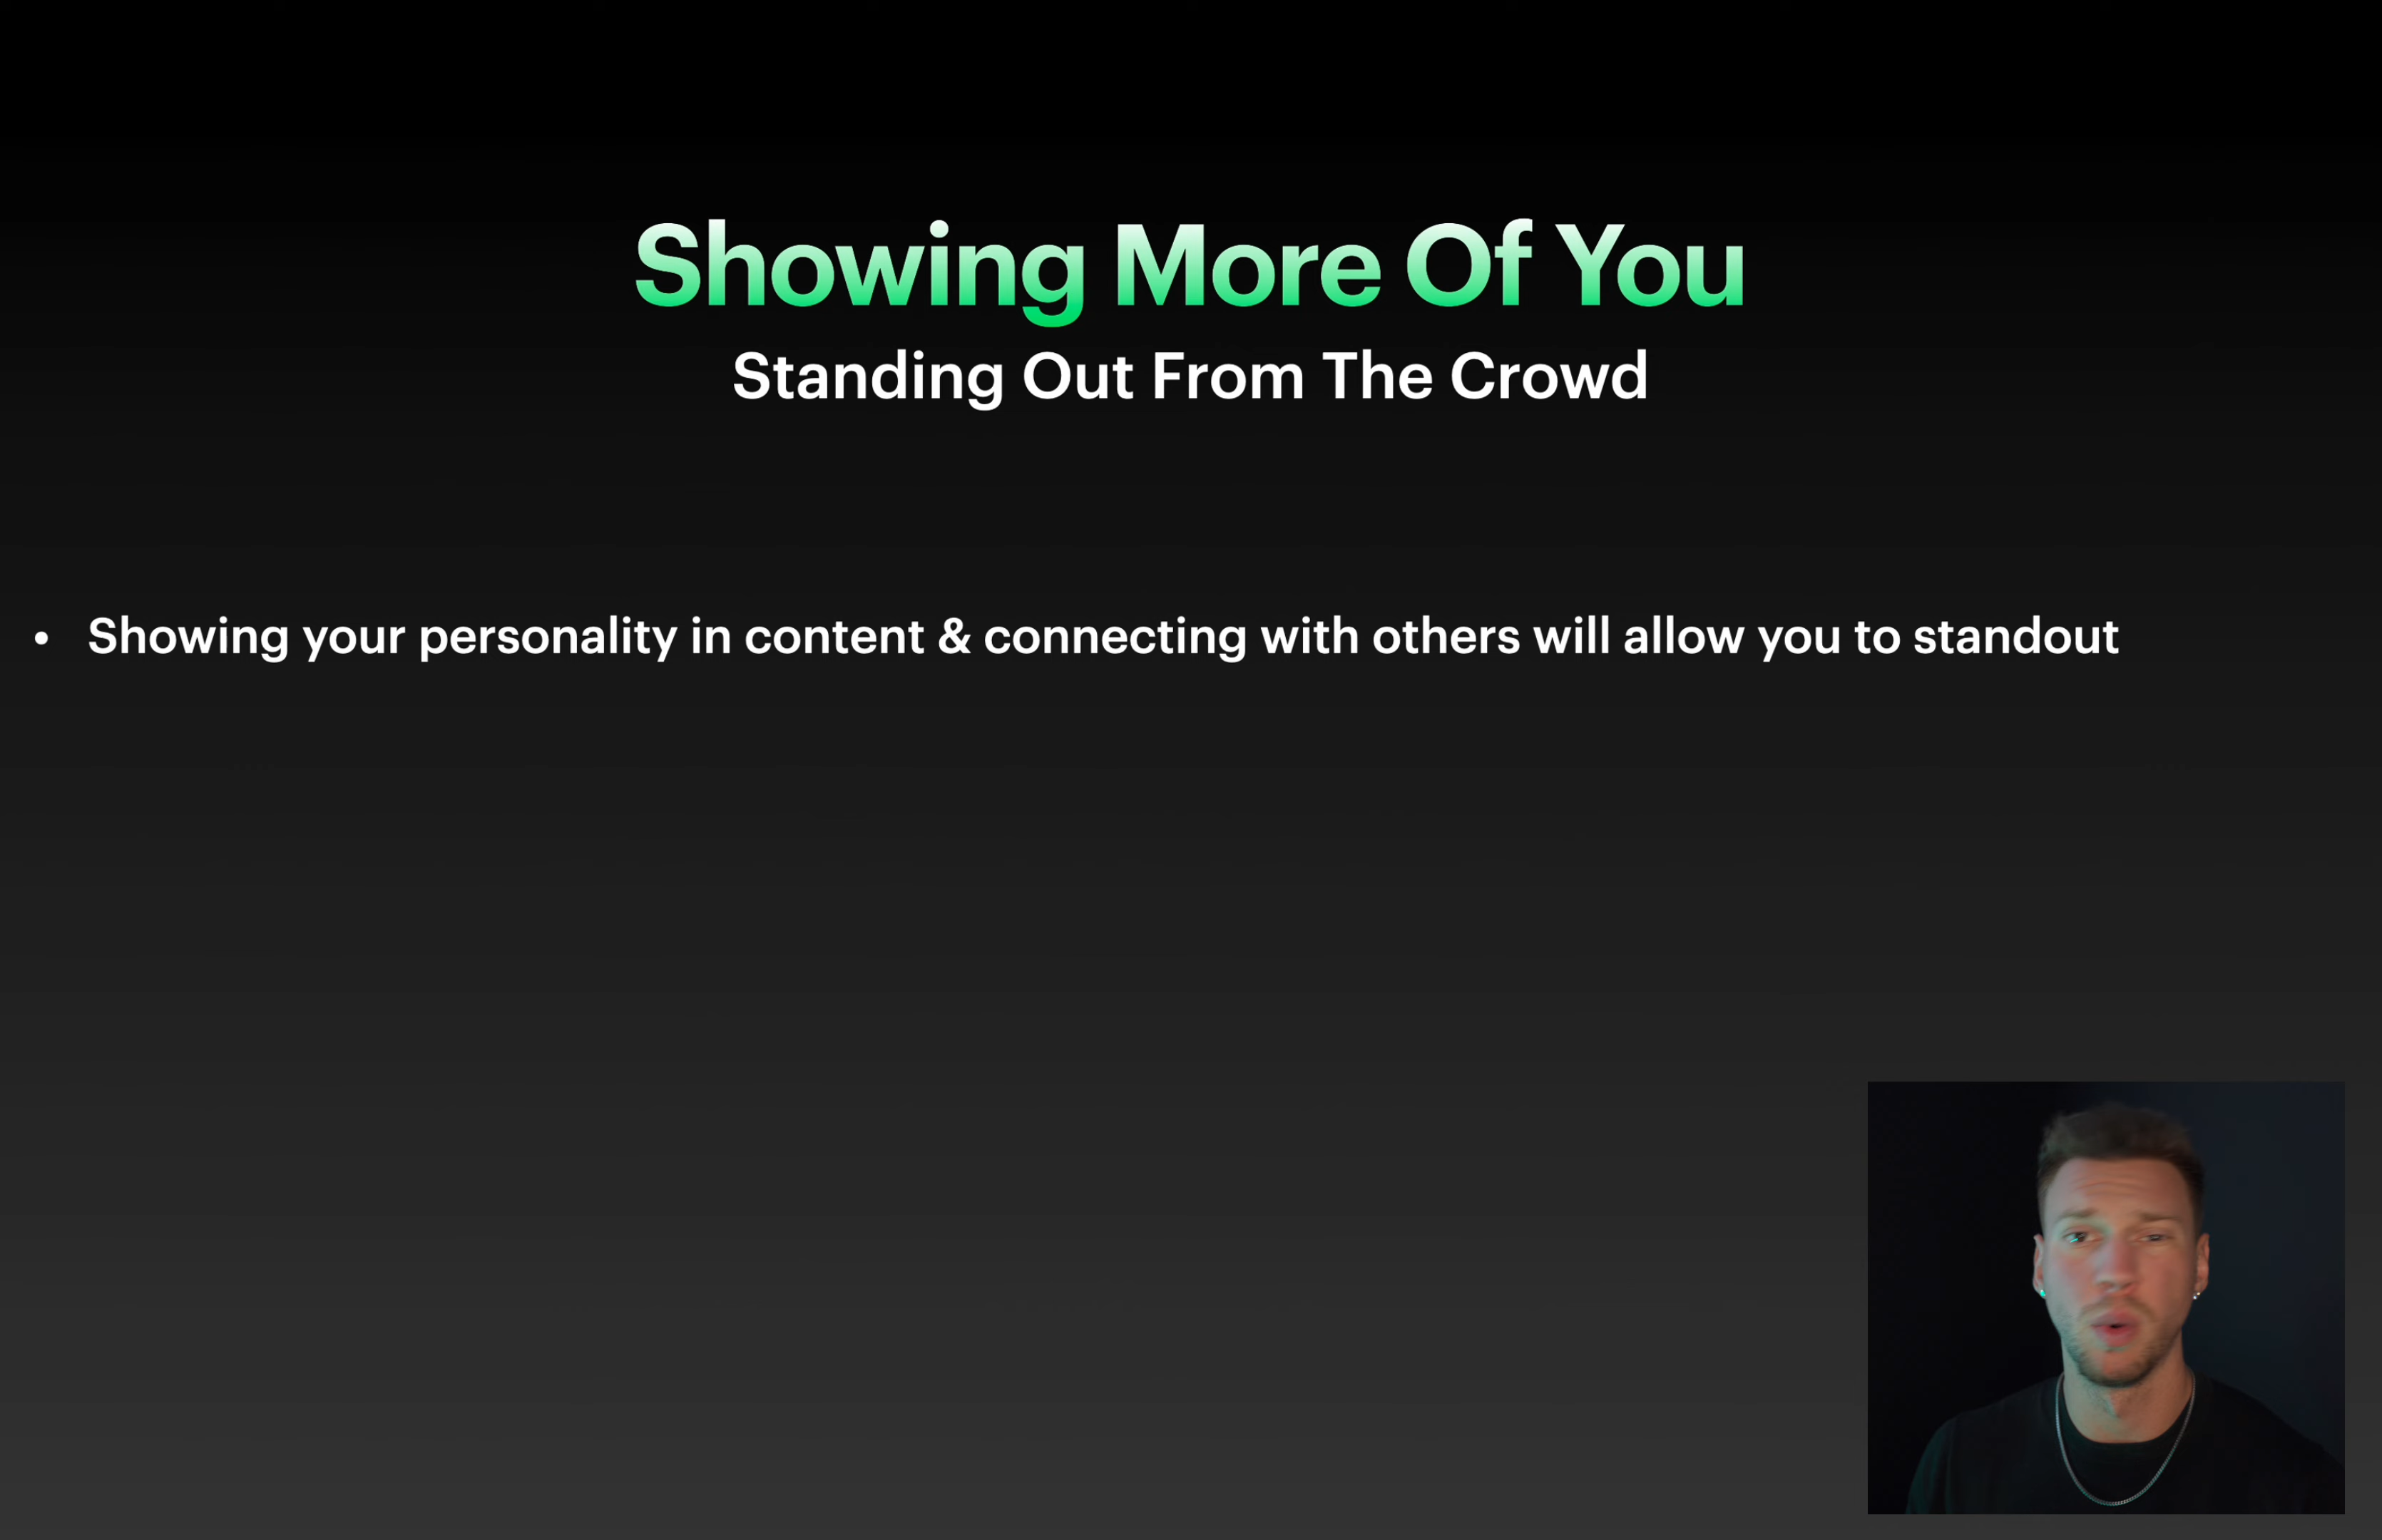 Showing More Of You
Standing Out From The Crowd
• Showing your personality in content & connecting with others will allow you to standout